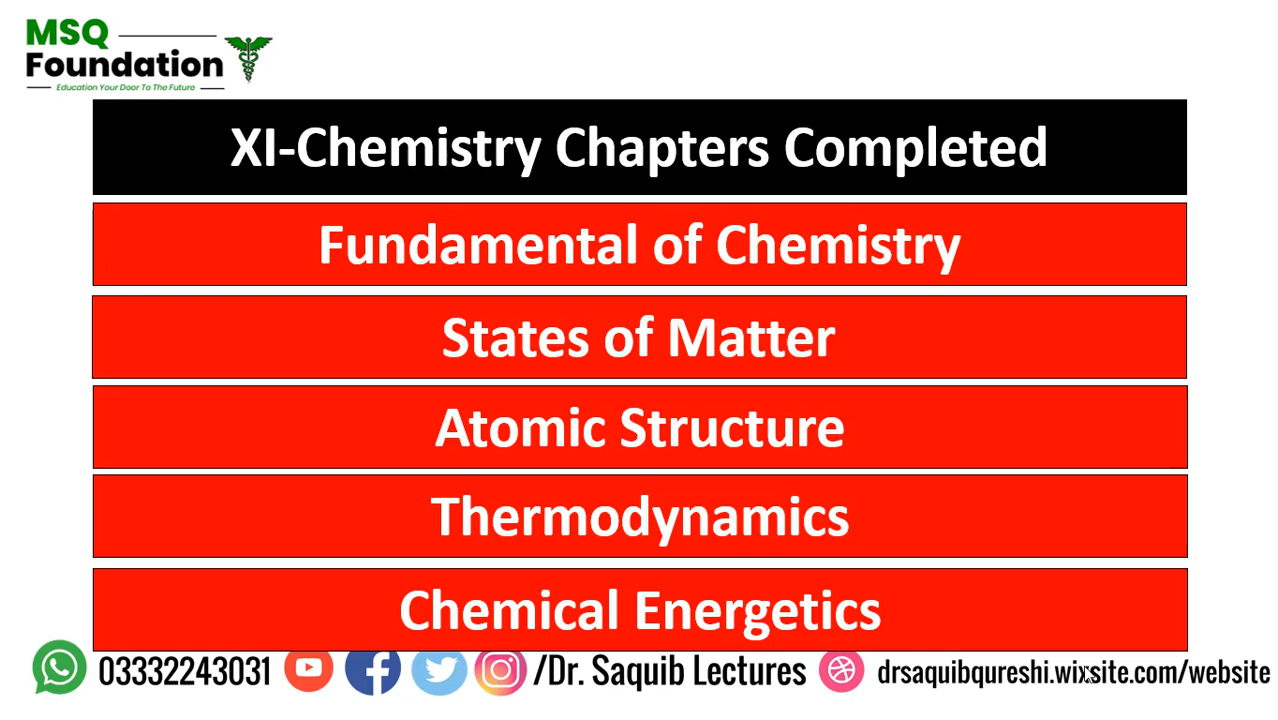 MSQ
Foundation
Education Your Door To The Future
XI-Chemistry Chapters Completed
Fundamental of Chemistry
States of Matter
Atomic Structure
Thermodynamics
Chemical Energetics
03332243031 /Dr. Saquib Lectures drsaquibqureshi.wixsite.com/website